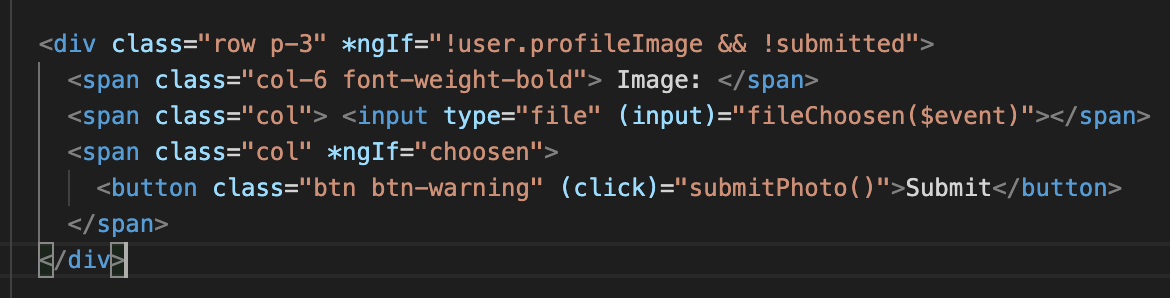 <div class="row p-3" *ngIf="!user.profileImage && !submitted">
<span class="col-6 font-weight-bold"> Image: </span>
<span class="col"> <input type="file" (input)="fileChoosen($event)"></span>
<span class="col" *ngIf="choosen">
<button class="btn btn-warning" (click)="submitPhoto()">Submit</button>
</span>
</div>